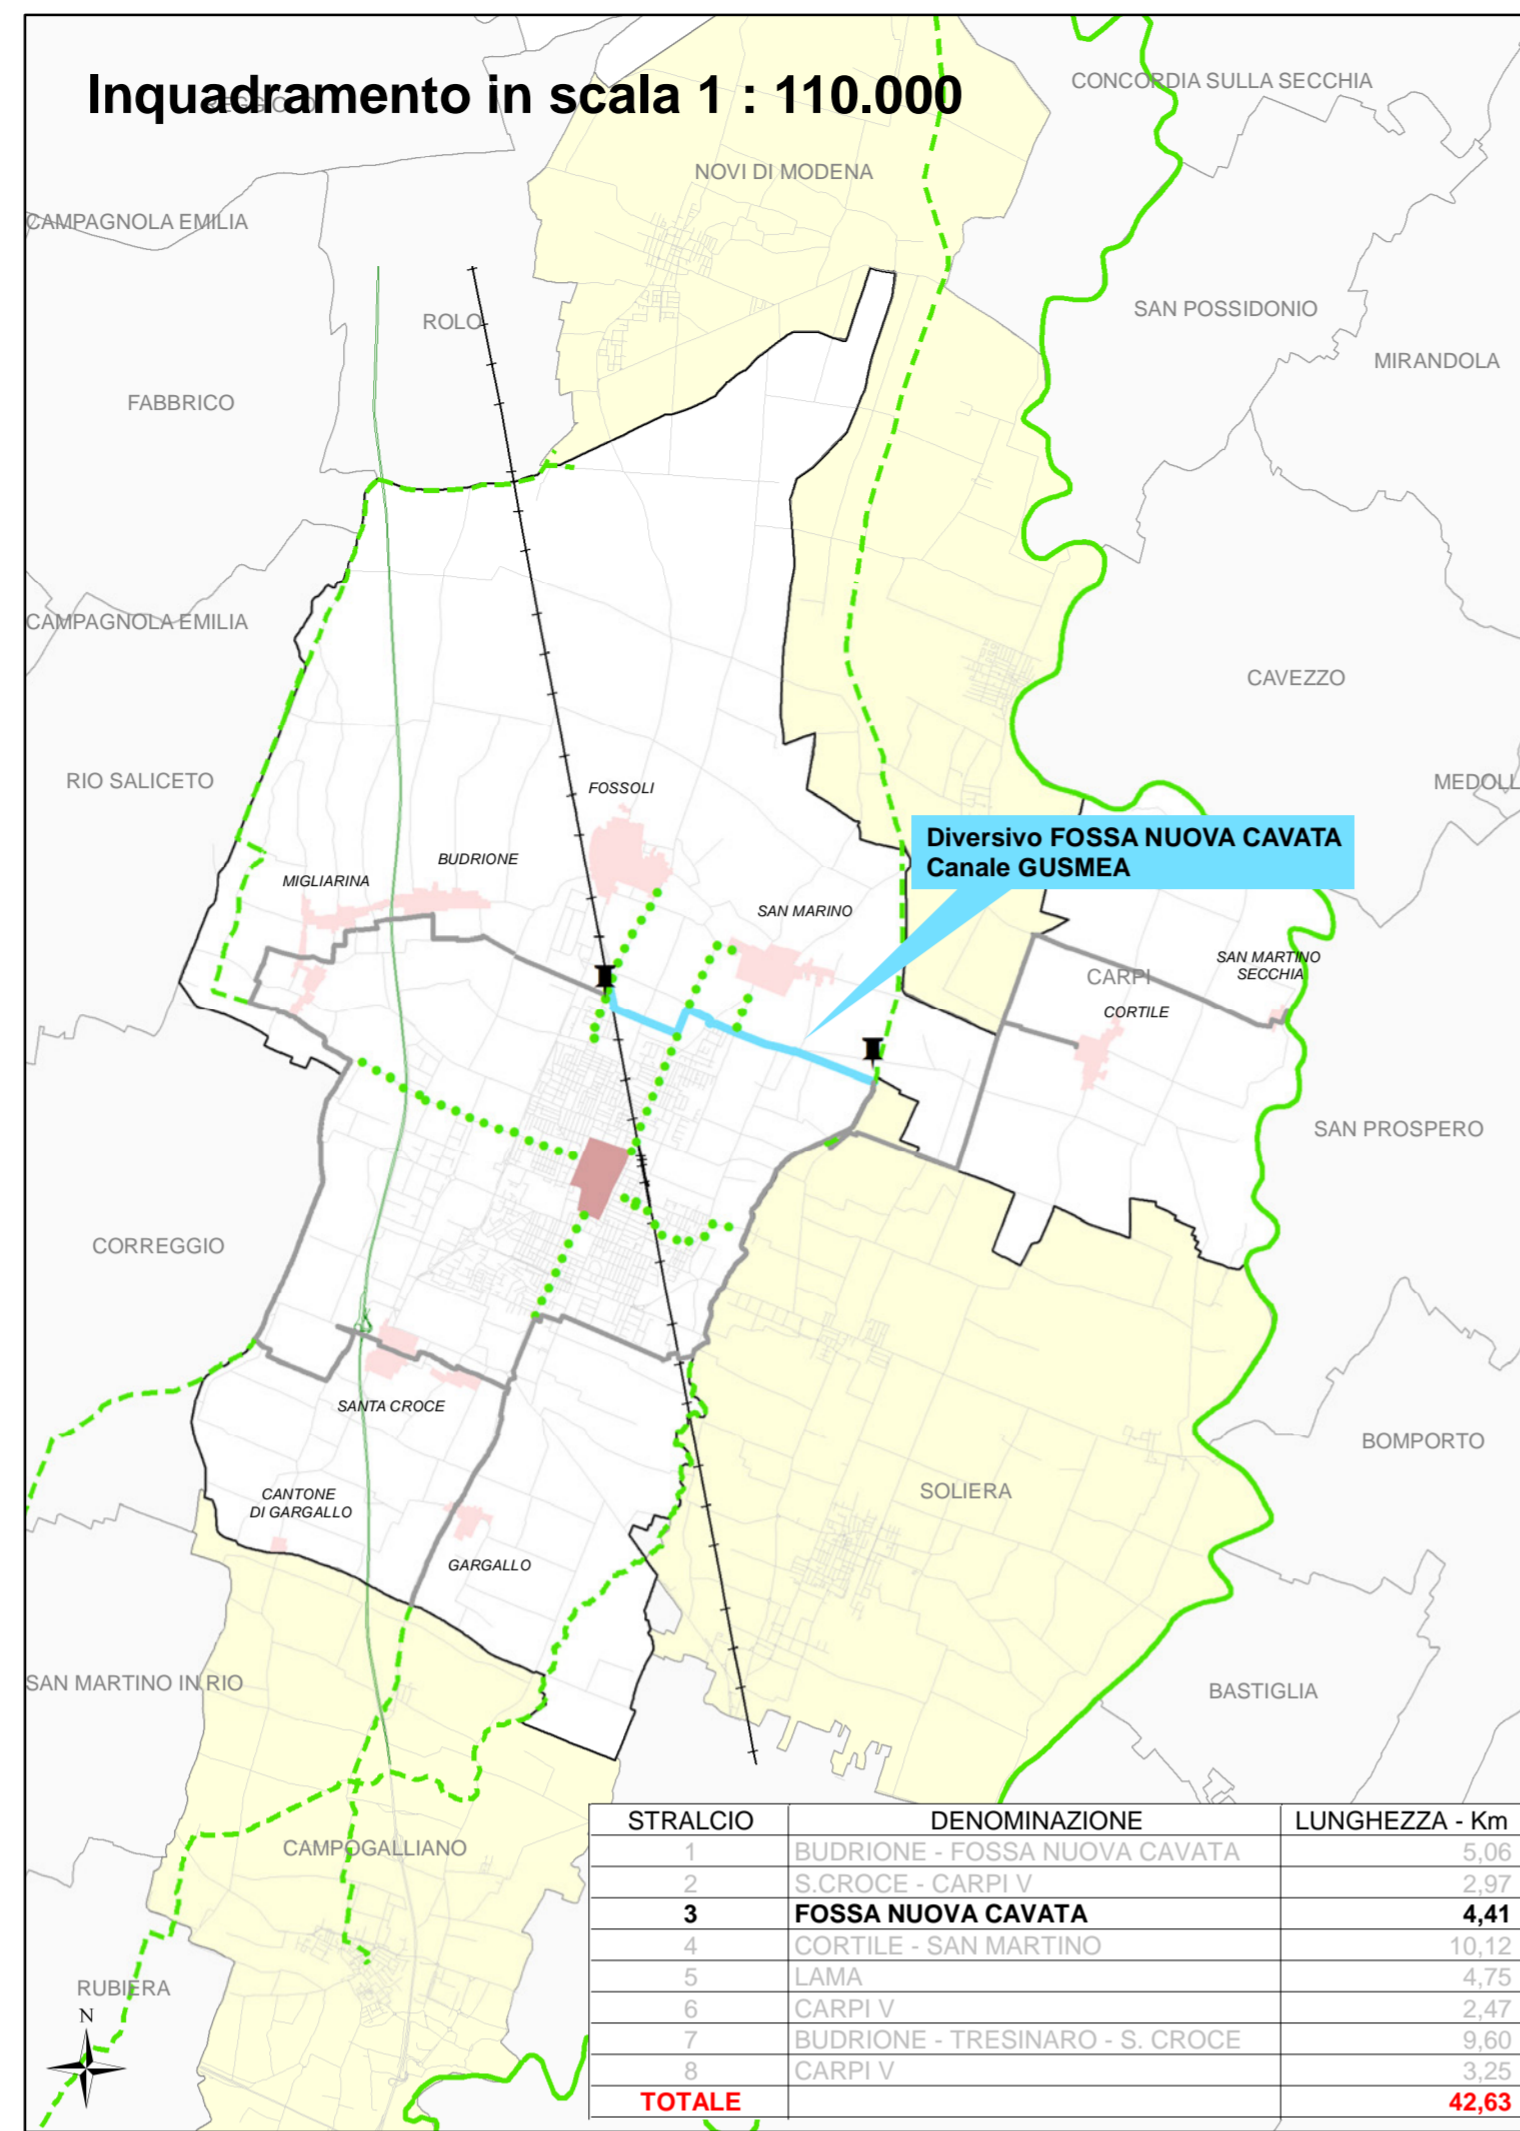 Inquadramento in scala 1 : 110.000
REGGIOLO
CONCORDIA SULLA SECCHIA
NOVI DI MODENA
CAMPAGNOLA EMILIA
ROLO
SAN POSSIDONIO
MIRANDOLA
FABBRICO
CAMPAGNOLA EMILIA
CAVEZZO
RIO SALICETO
MEDOLL
FOSSOLI
BUDRIONE
MIGLIARINA
Diversivo FOSSA NUOVA CAVATA
Canale GUSMEA
SAN MARINO
SAN MARTINO
SECCHIA
CARPI
CORTILE
SAN PROSPERO
CORREGGIO
SANTA CROCE
BOMPORTO
CANTONE
DI GARGALLO
SOLIERA
GARGALLO
SAN MARTINO IN RIO
BASTIGLIA
CAMPOGALLIANO
RUBIERA
N
STRALCIO DENOMINAZIONE LUNGHEZZA - Km
1 BUDRIONE - FOSSA NUOVA CAVATA 5,06
2 S.CROCE - CARPI V 2,97
3 FOSSA NUOVA CAVATA 4,41
4 CORTILE - SAN MARTINO 10,12
5 LAMA 4,75
6 CARPI V 2,47
7 BUDRIONE - TRESINARO - S. CROCE 9,60
8 CARPI V 3,25
TOTALE 42,63